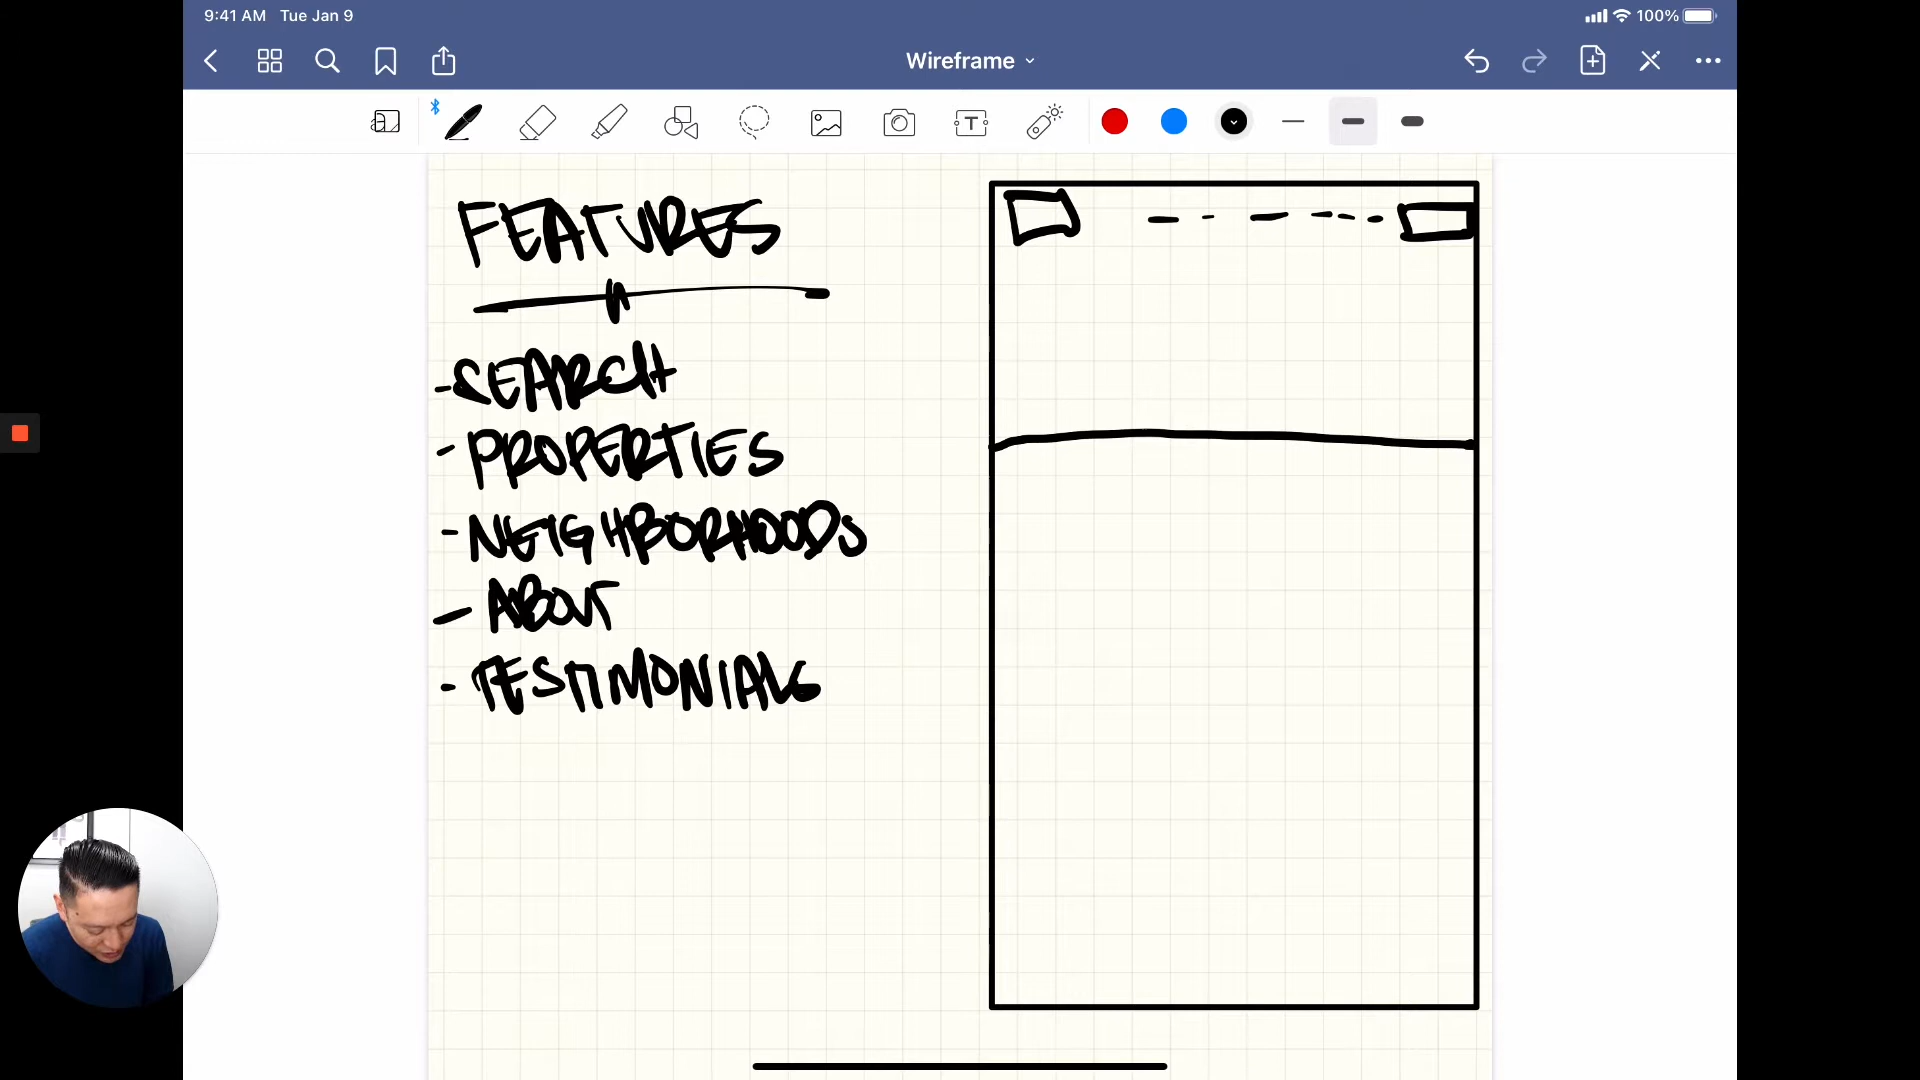 9:41 AM Tue Jan 9
100%
Wireframe
T
FEATURES
-SEARCH
-PROPERTIES
-NEIGHBORHOODS
-ABOUT
-TESTIMONIALS